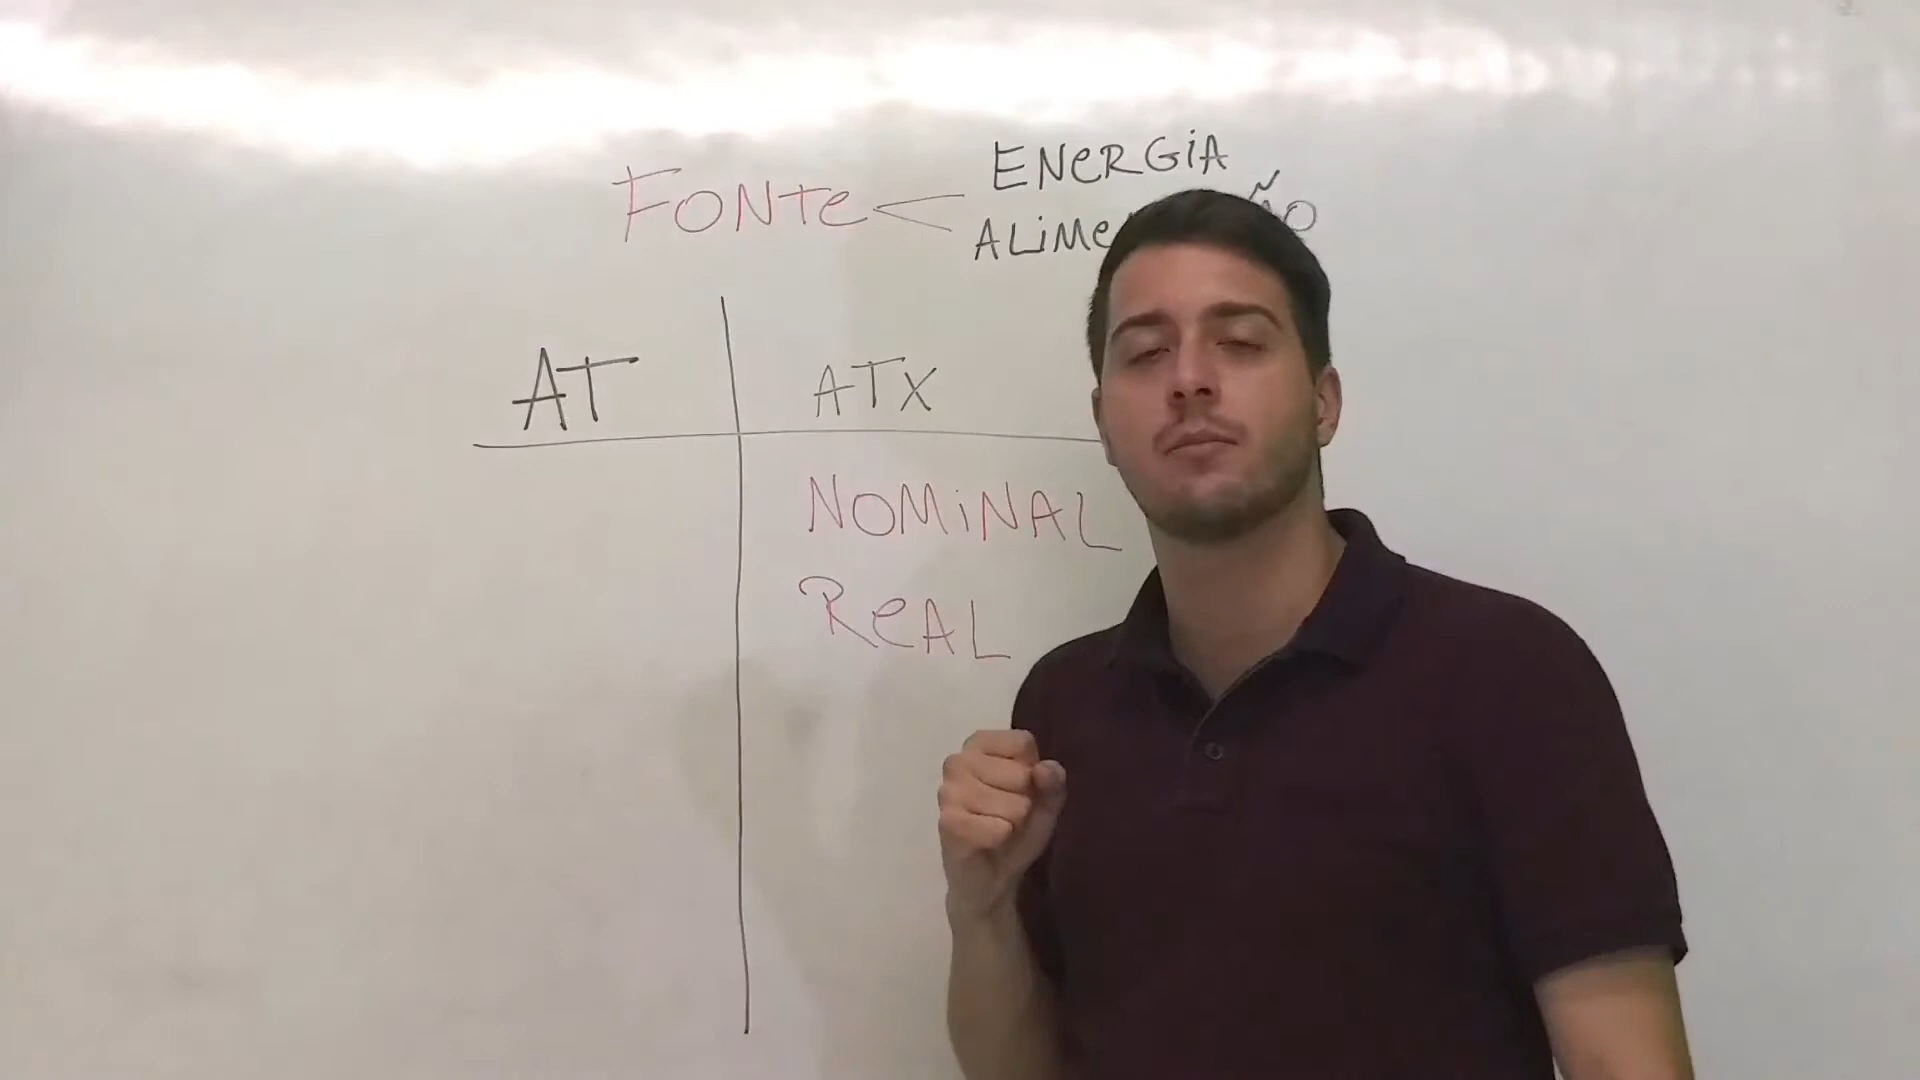 FONTE
ENERGIA
AT
ATX
NOMINAL
REAL